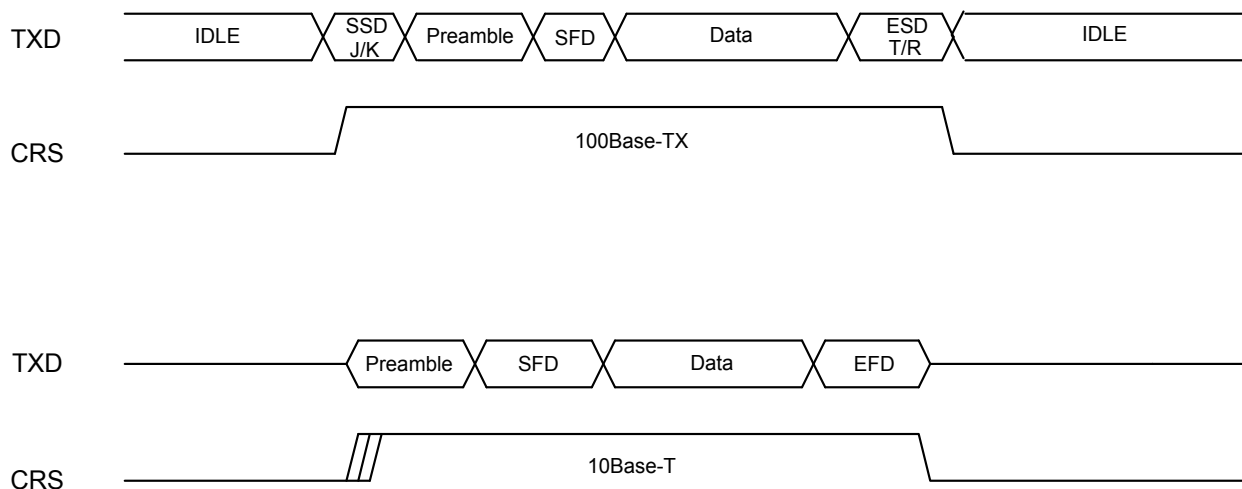 TXD
IDLE
SSD
J/K
Preamble
SFD
Data
ESD
T/R
IDLE
CRS
100Base-TX
TXD
Preamble
SFD
Data
EFD
CRS
10Base-T